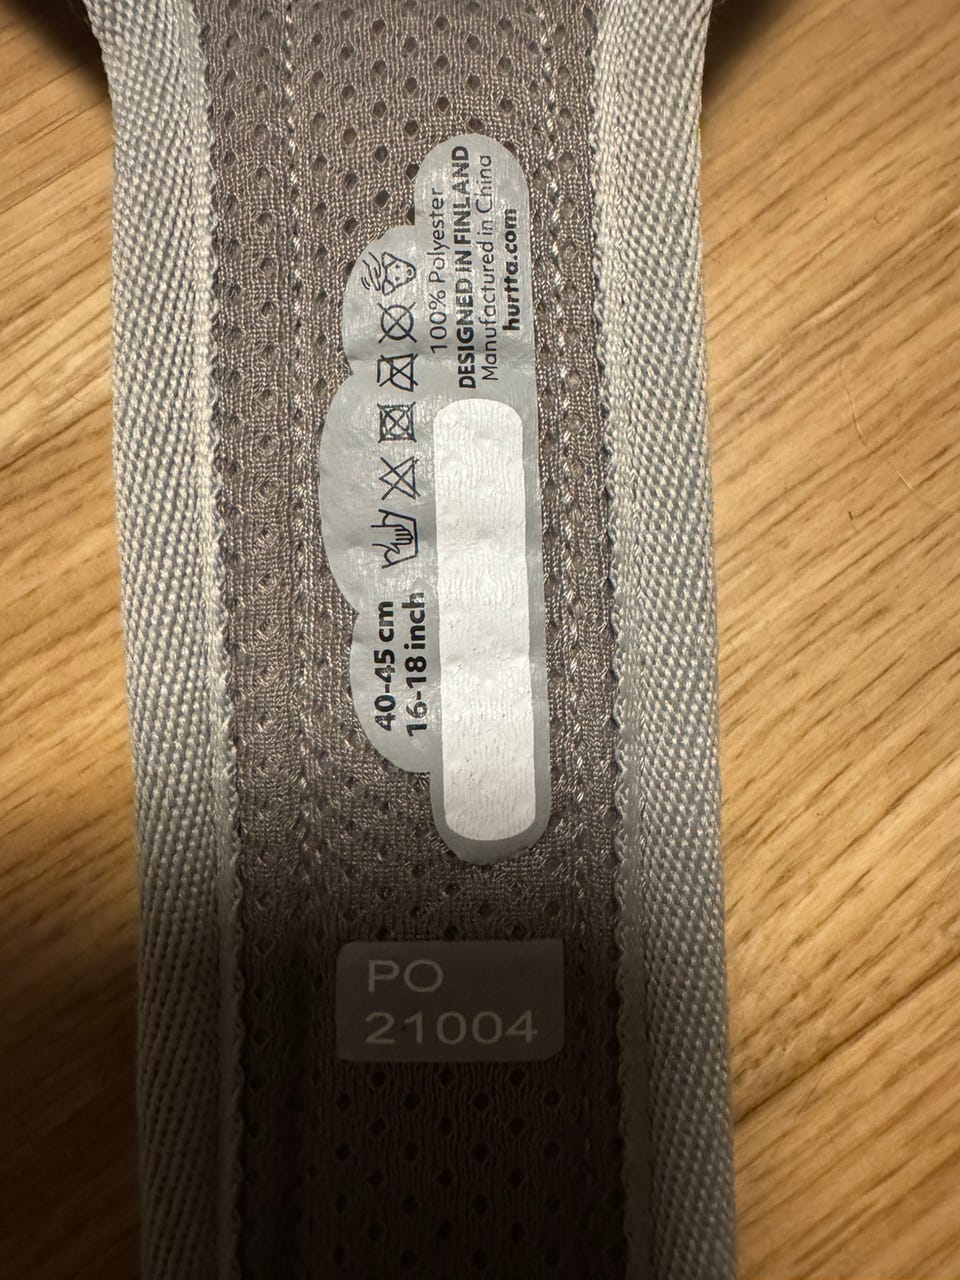 40-45 cm
16-18 inch
100% Polyester
DESIGNED IN FINLAND
Manufactured in China
hurtta.com
PO
21004